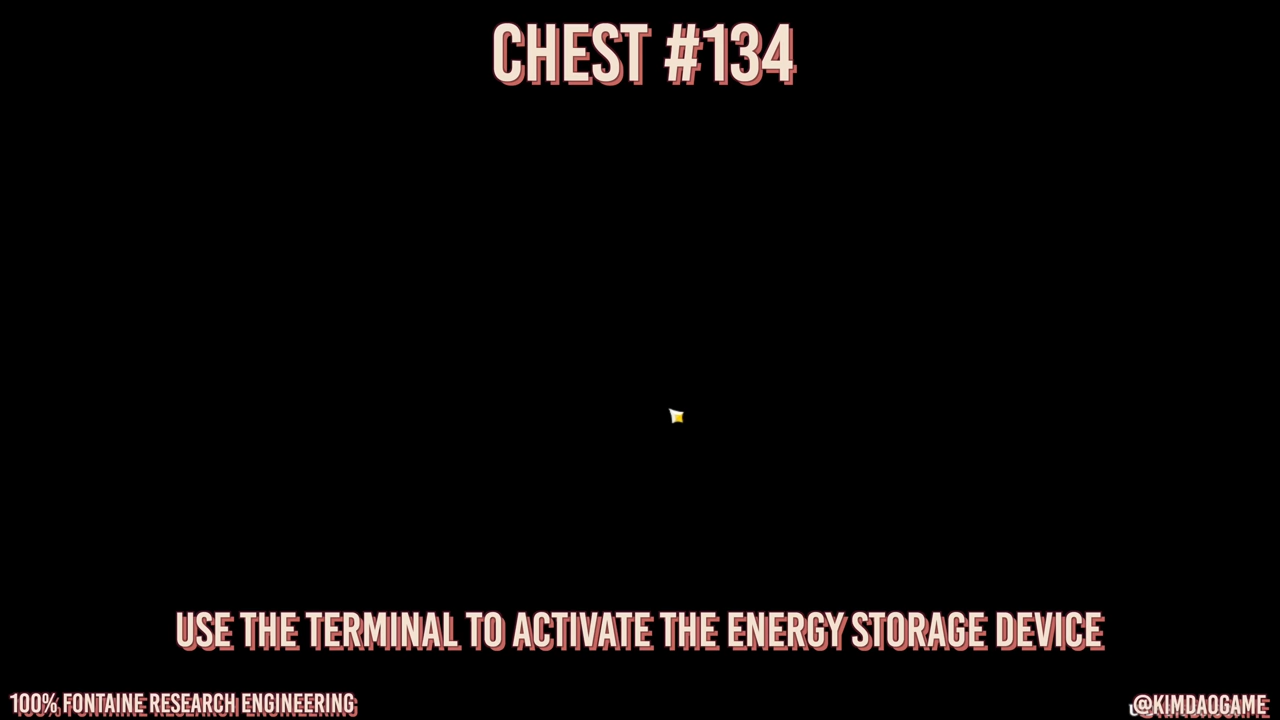 CHEST #134
USE THE TERMINAL TO ACTIVATE THE ENERGY STORAGE DEVICE
100% FONTAINE RESEARCH ENGINEERING
@KIMDAOGAME